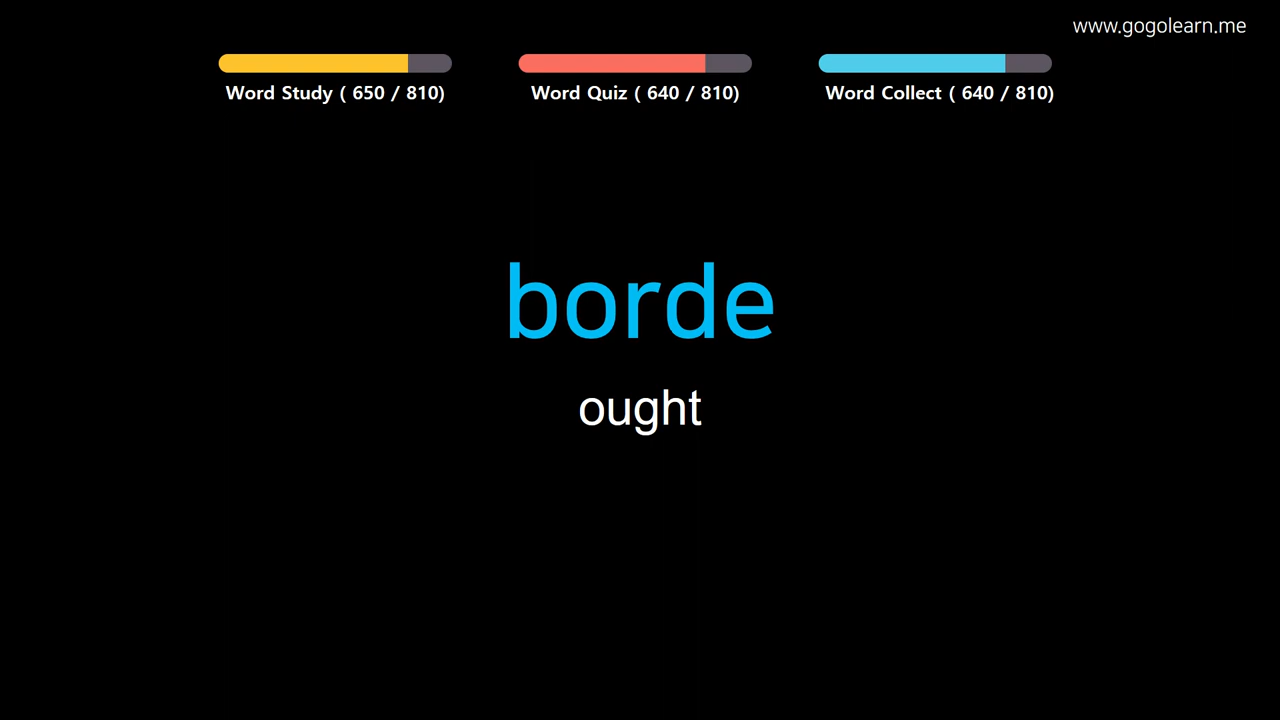 www.gogolearn.me
Word Study ( 650 / 810)
Word Quiz ( 640 / 810)
Word Collect ( 640 / 810)
borde
ought